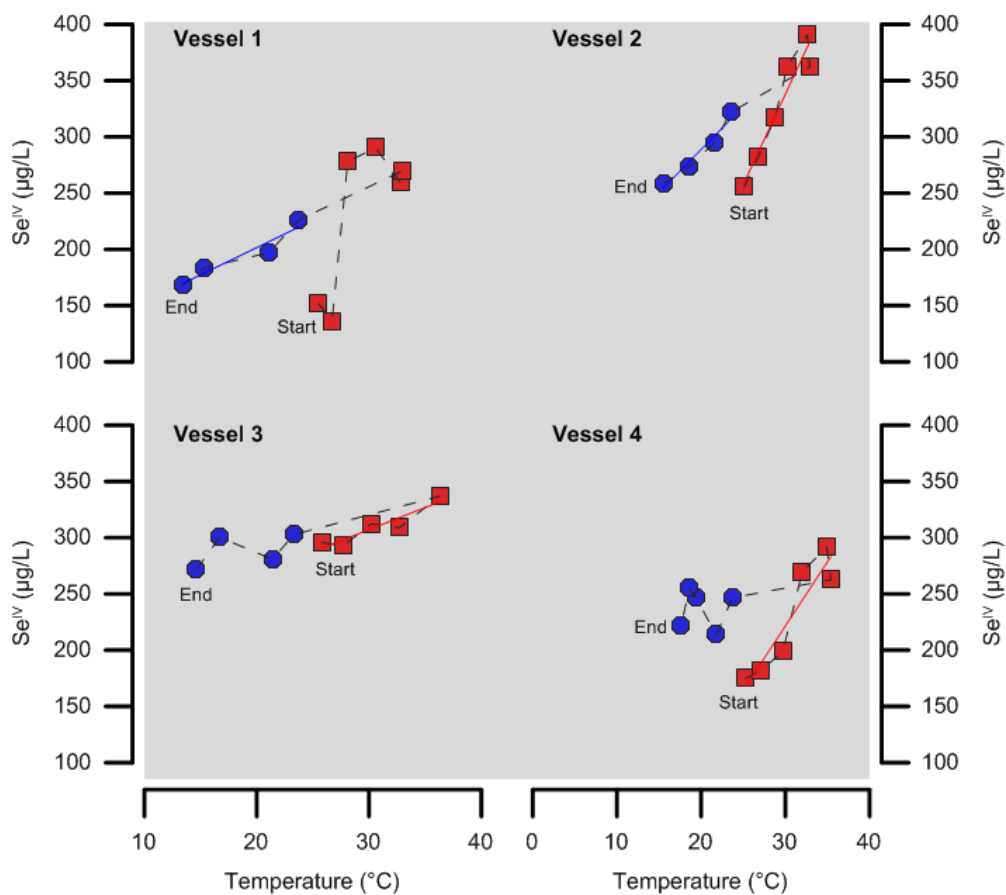 400 Vessel 1 Vessel 2 400
350 350
300 300
Se^IV (µg/L) Se^IV (µg/L)
250 250
End
Start
200 200
End
150 150
Start
100 100
400 Vessel 3 Vessel 4 400
350 350
300 300
Start
Se^IV (µg/L) Se^IV (µg/L)
End
250 250
End
200 200
Start
150 150
100 100
10 20 30 40 0 10 20 30 40
Temperature (°C) Temperature (°C)